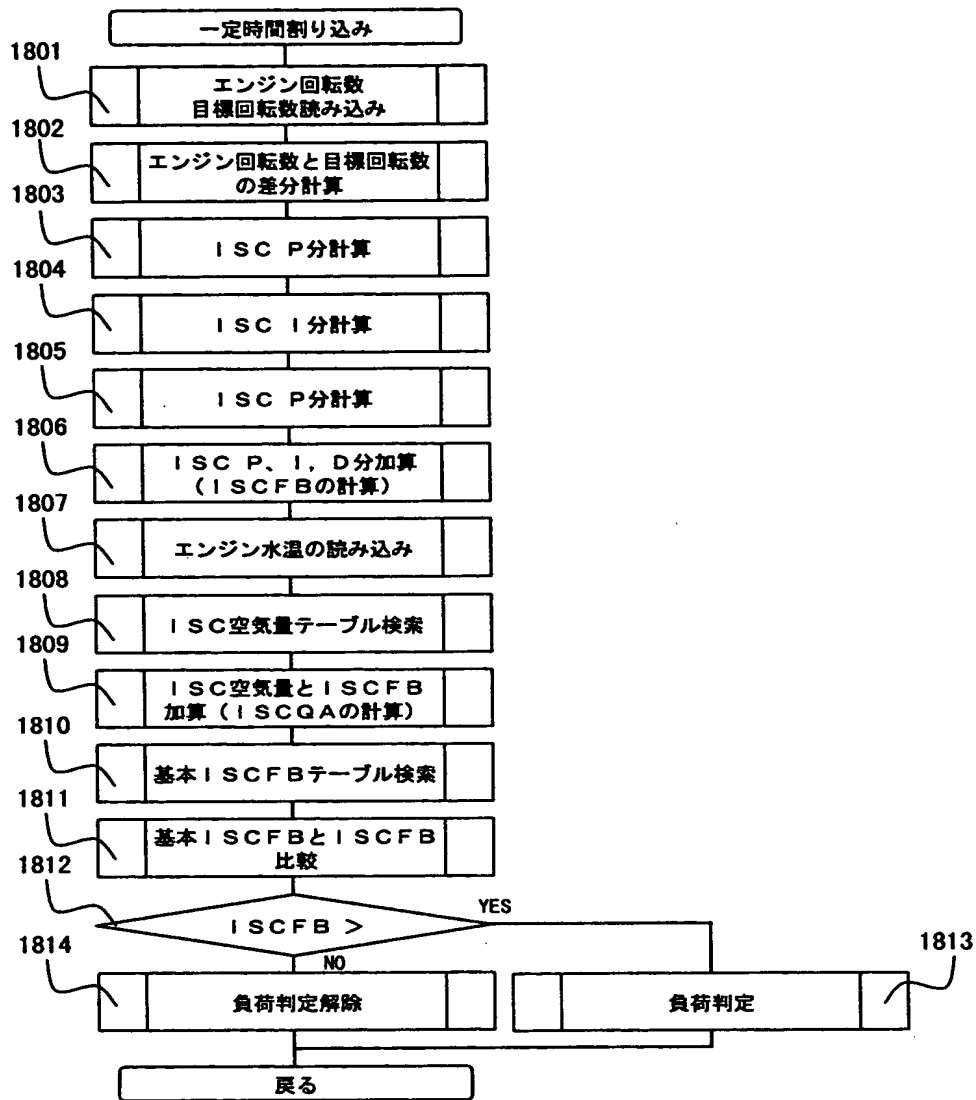 一定時間割り込み
1801
エンジン回転数
目標回転数読み込み
1802
エンジン回転数と目標回転数
の差分計算
1803
ISC P分計算
1804
ISC I分計算
1805
ISC P分計算
1806
ISC P、I,D分加算
(ISCFBの計算)
1807
エンジン水温の読み込み
1808
ISC空気量テーブル検索
1809
ISC空気量とISCFB
加算(ISCQAの計算)
1810
基本ISCFBテーブル検索
1811
基本ISCFBとISCFB
比較
1812
ISCFB >
YES
NO
1814
負荷判定解除
1813
負荷判定
戻る